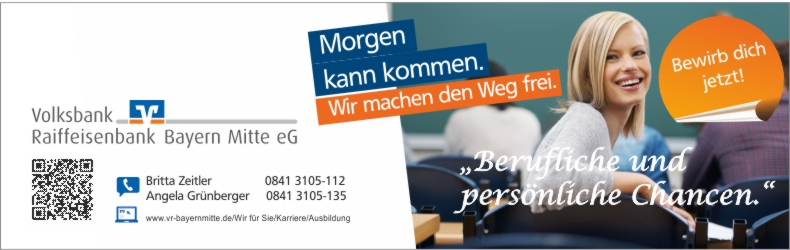 Morgen
kann kommen.
Wir machen den Weg frei.
Bewirb dich
jetzt!
Volksbank
Raiffeisenbank Bayern Mitte eG
Britta Zeitler 0841 3105-112
Angela Grünberger 0841 3105-135
www.vr-bayernmitte.de/Wir für Sie/Karriere/Ausbildung
„Berufliche und
persönliche Chancen.“